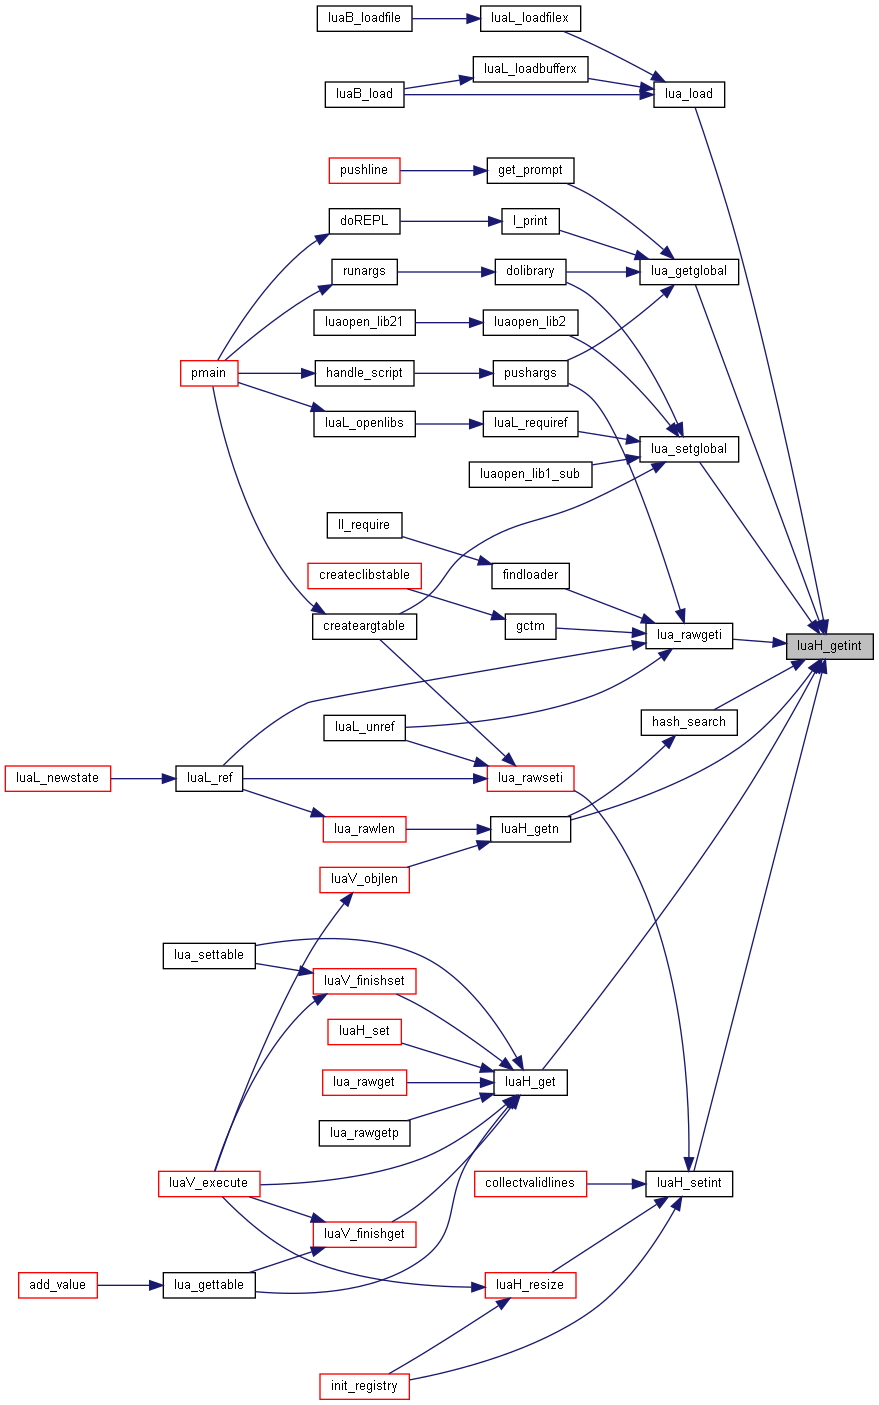 luaB_loadfile
luaL_loadfilex
luaL_loadbufferx
luaB_load
lua_load
pushline
get_prompt
doREPL
l_print
runargs
dolibrary
lua_getglobal
luaopen_lib21
luaopen_lib2
pmain
handle_script
pushargs
luaL_openlibs
luaL_requiref
lua_setglobal
luaopen_lib1_sub
ll_require
createclibstable
findloader
createargtable
gctm
lua_rawgeti
luaH_getint
luaL_unref
hash_search
luaL_newstate
luaL_ref
lua_rawseti
lua_rawlen
luaH_getn
luaV_objlen
lua_settable
luaV_finishset
luaH_set
lua_rawget
luaH_get
lua_rawgetp
luaV_execute
collectvalidlines
luaH_setint
luaV_finishget
add_value
lua_gettable
luaH_resize
init_registry